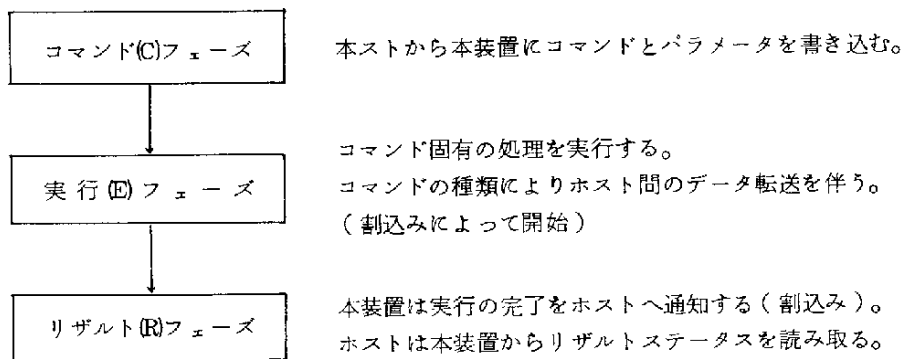 コマンド(C)フェーズ
本ストから本装置にコマンドとパラメータを書き込む。
実行(E)フェーズ
コマンド固有の処理を実行する。
コマンドの種類によりホスト間のデータ転送を伴う。
(割込みによって開始)
リザルト(R)フェーズ
本装置は実行の完了をホストへ通知する(割込み)。
ホストは本装置からリザルトステータスを読み取る。